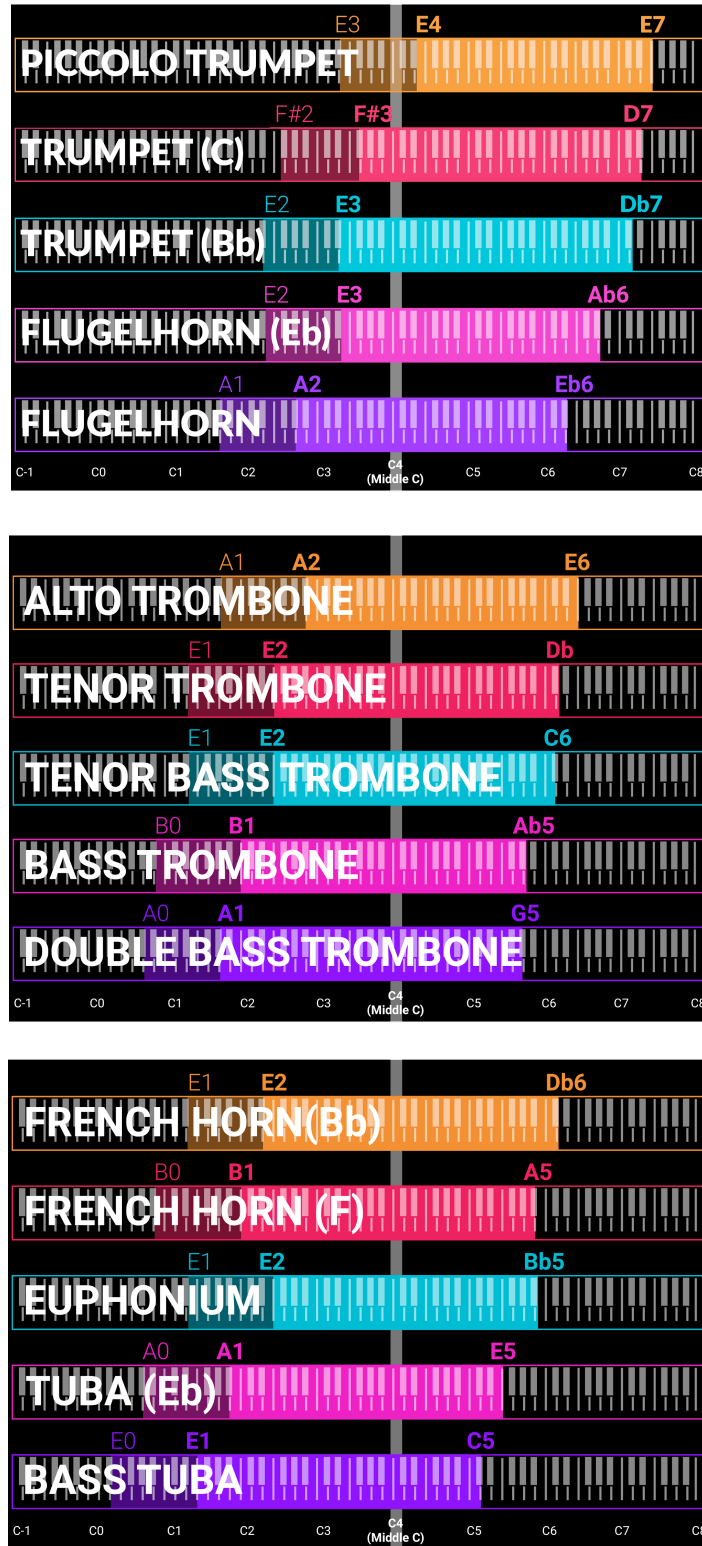 E3 E4 E7
PICCOLO TRUMPET
F#2 F#3 D7
TRUMPET (C)
E2 E3 Db7
TRUMPET (Bb)
E2 E3 Ab6
FLUGELHORN (Eb)
A1 A2 Eb6
FLUGELHORN
C-1 C0 C1 C2 C3 C4 C5 C6 C7 C8
(Middle C)
A1 A2 E6
ALTO TROMBONE
E1 E2 Db
TENOR TROMBONE
E1 E2 C6
TENOR BASS TROMBONE
B0 B1 Ab5
BASS TROMBONE
A0 A1 G5
DOUBLE BASS TROMBONE
C-1 C0 C1 C2 C3 C4 C5 C6 C7 C8
(Middle C)
E1 E2 Db6
FRENCH HORN(Bb)
B0 B1 A5
FRENCH HORN (F)
E1 E2 Bb5
EUPHONIUM
A0 A1 E5
TUBA (Eb)
E0 E1 C5
BASS TUBA
C-1 C0 C1 C2 C3 C4 C5 C6 C7 C8
(Middle C)